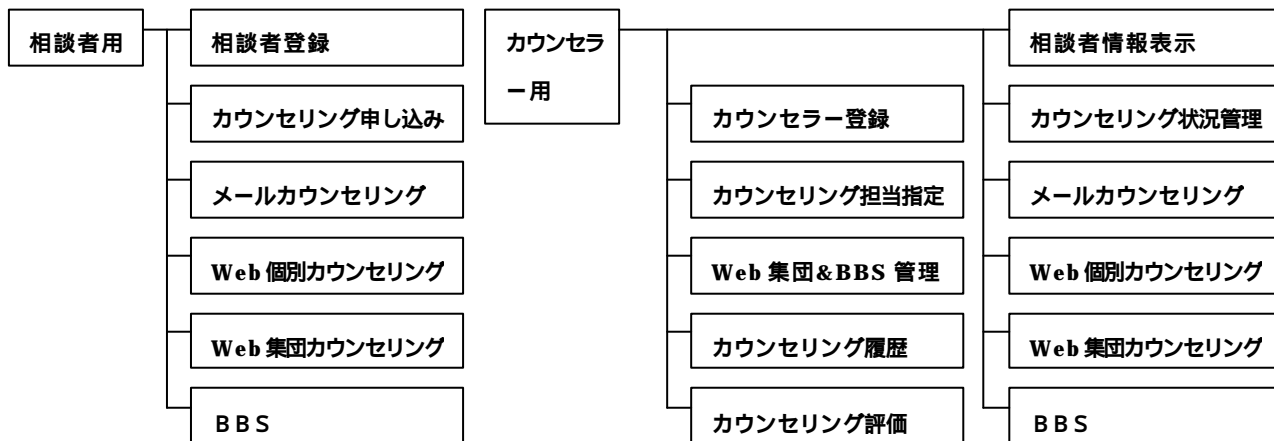 相談者用
相談者登録
カウンセリング申し込み
メールカウンセリング
Web 個別カウンセリング
Web 集団カウンセリング
ＢＢＳ
カウンセラ
ー用
カウンセラー登録
カウンセリング担当指定
Web 集団&BBS 管理
カウンセリング履歴
カウンセリング評価
相談者情報表示
カウンセリング状況管理
メールカウンセリング
Web 個別カウンセリング
Web 集団カウンセリング
ＢＢＳ